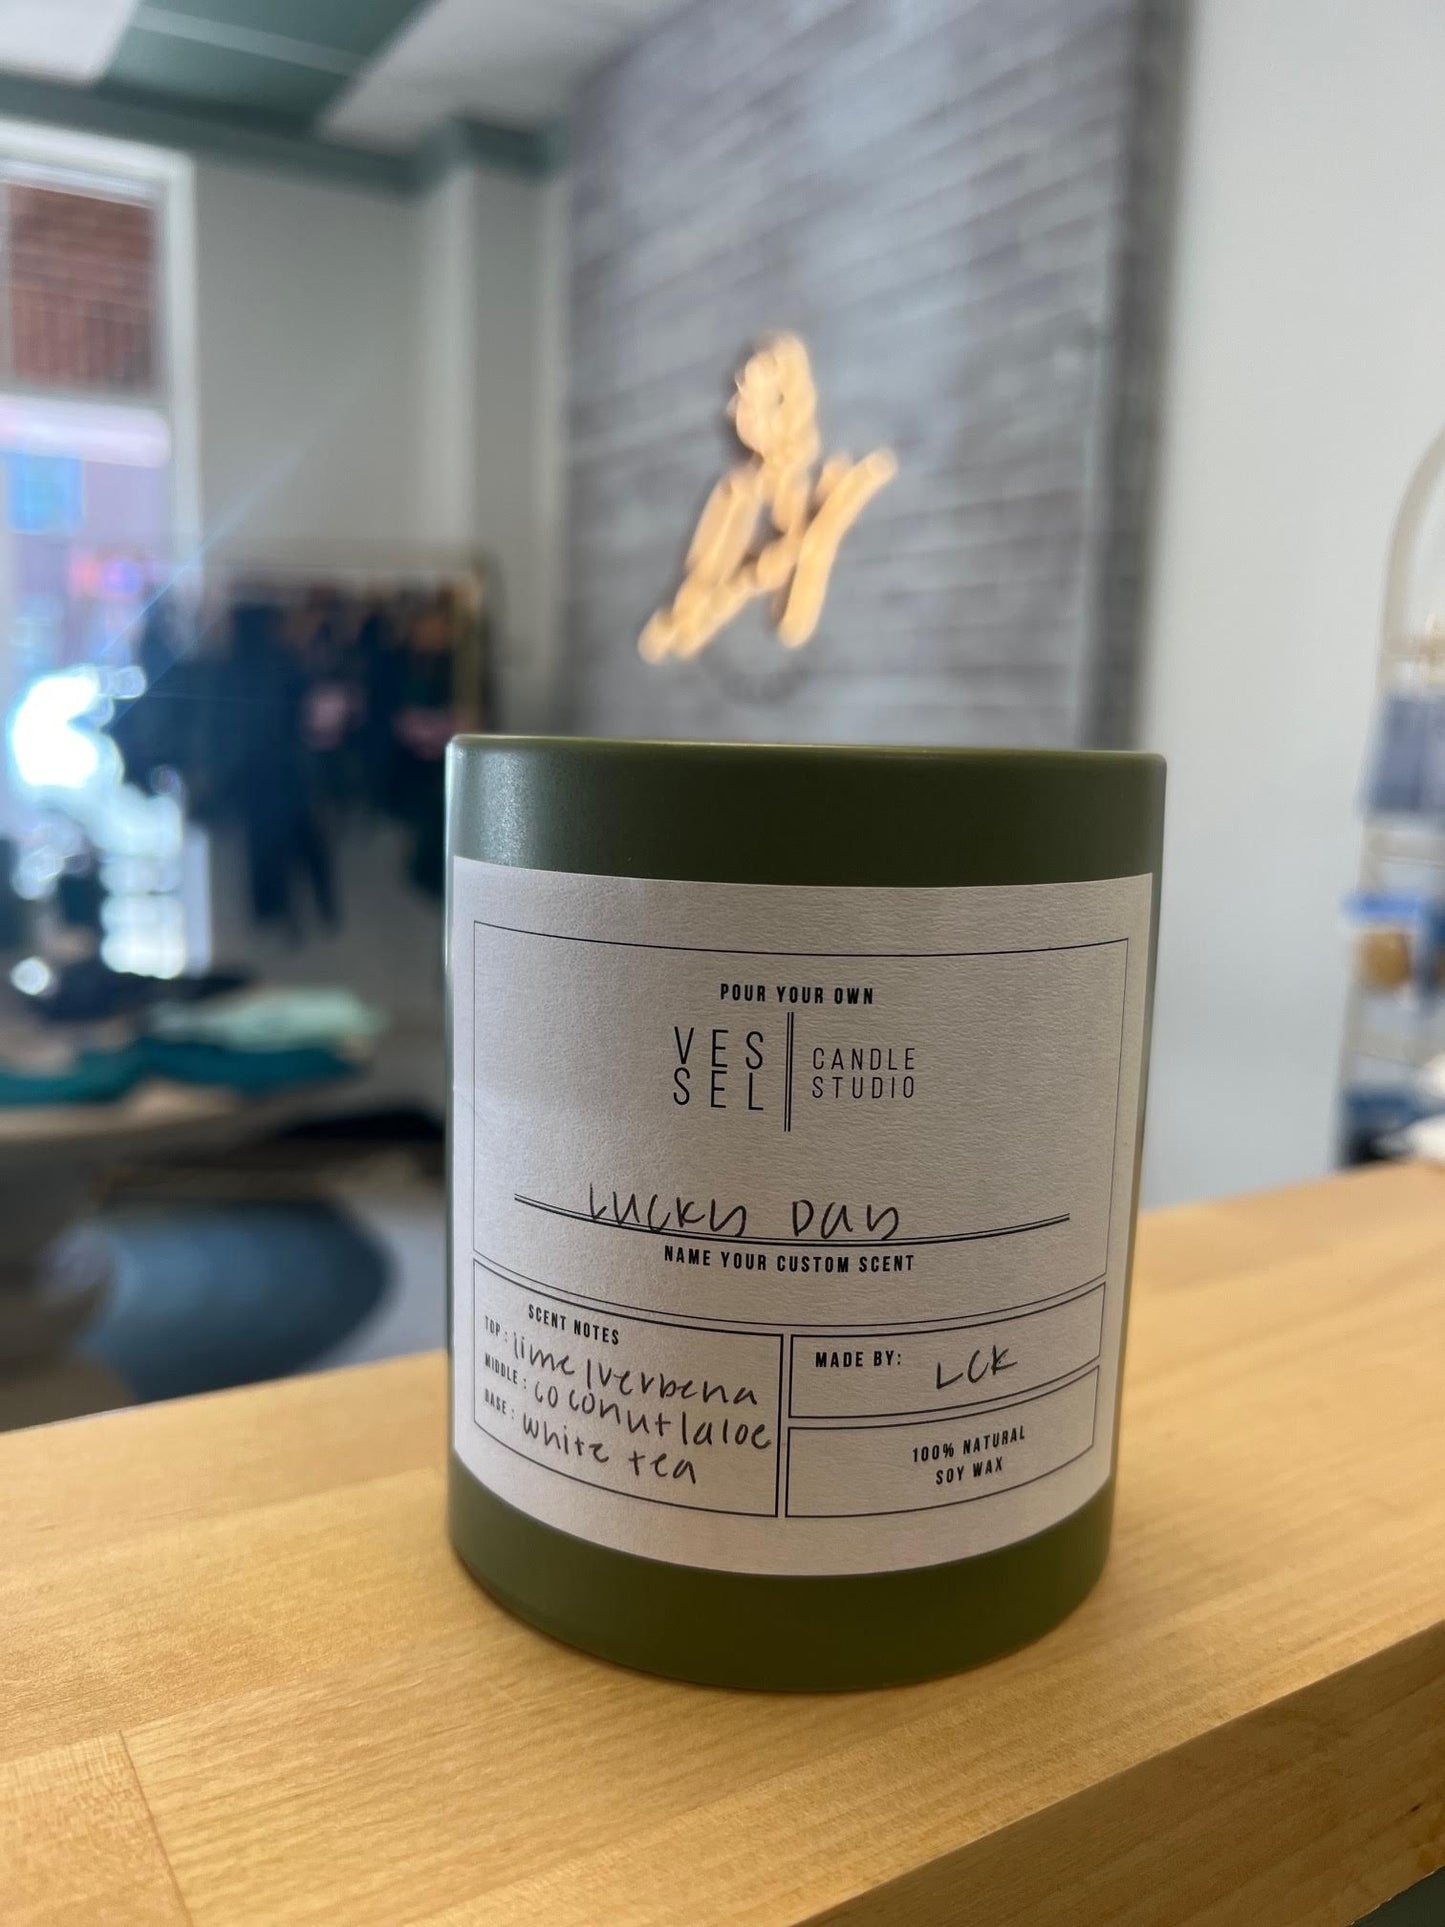 POUR YOUR OWN
VES
SEL
CANDLE
STUDIO
Lucky Day
NAME YOUR CUSTOM SCENT
SCENT NOTES
TOP: lime/verbena
MIDDLE: coconut/aloe
BASE: white tea
MADE BY: LCK
100% NATURAL
SOY WAX